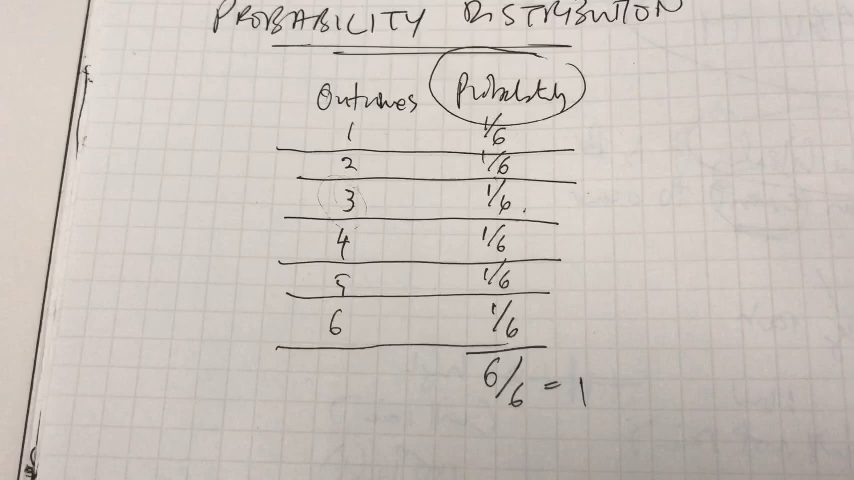 PROBABILITY DISTRIBUTION
Outcomes Probability
1 1/6
2 1/6
3 1/6.
4 1/6
5 1/6
6 1/6
6/6 = 1